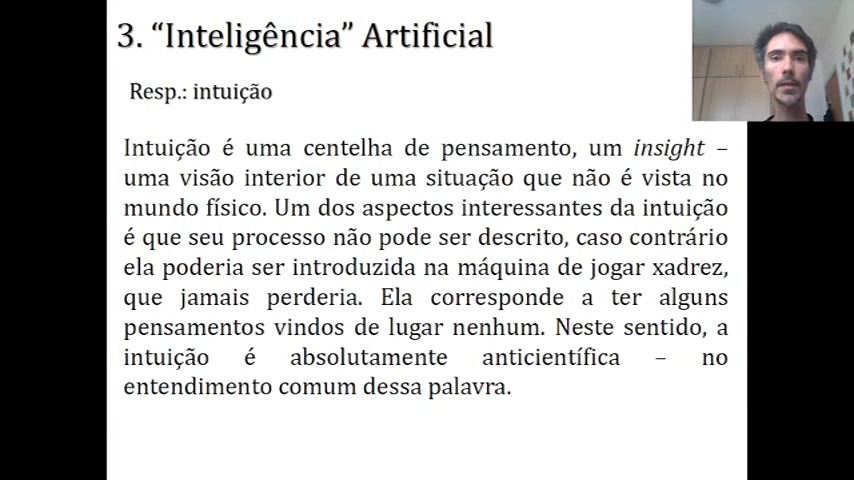 3. “Inteligência” Artificial
Resp.: intuição
Intuição é uma centelha de pensamento, um insight –
uma visão interior de uma situação que não é vista no
mundo físico. Um dos aspectos interessantes da intuição
é que seu processo não pode ser descrito, caso contrário
ela poderia ser introduzida na máquina de jogar xadrez,
que jamais perderia. Ela corresponde a ter alguns
pensamentos vindos de lugar nenhum. Neste sentido, a
intuição é absolutamente anticientífica – no
entendimento comum dessa palavra.